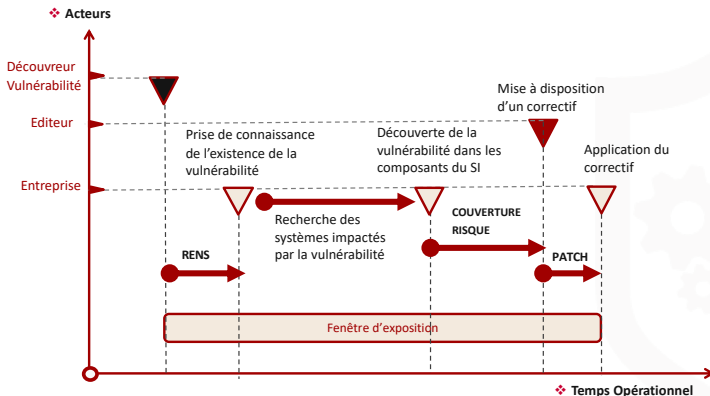 ❖ Acteurs
Découvreur
Vulnérabilité
Mise à disposition
d'un correctif
Editeur
Prise de connaissance
de l'existence de la
vulnérabilité
Découverte de la
vulnérabilité dans les
composants du SI
Application du
correctif
Entreprise
Recherche des
systèmes impactés
par la vulnérabilité
COUVERTURE
RISQUE
RENS
PATCH
Fenêtre d'exposition
❖ Temps Opérationnel